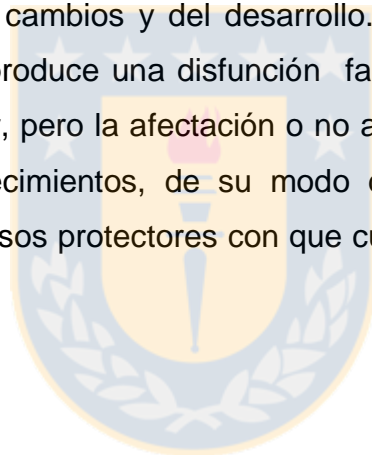 cambios y del desarrollo.
produce una disfunción fa
, pero la afectación o no a
ecimientos, de su modo
sos protectores con que cu